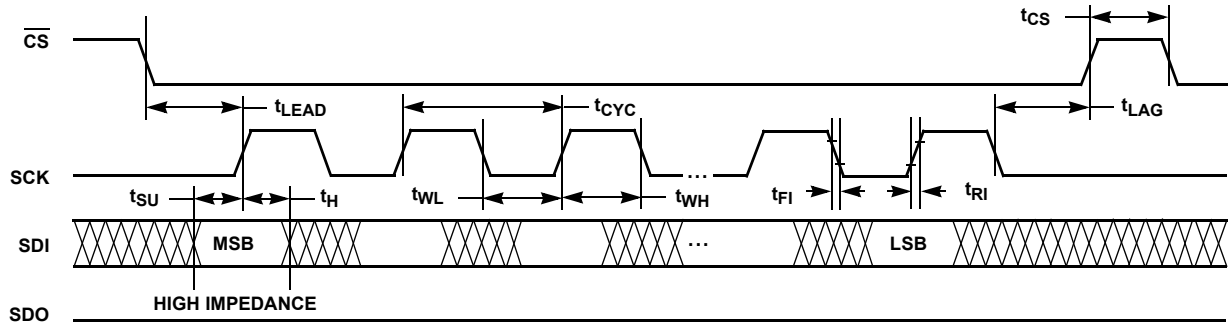 CS
tCS
tLEAD
tCYC
tLAG
SCK
...
tSU
tH
tWL
tWH
tFI
tRI
SDI
MSB
...
LSB
HIGH IMPEDANCE
SDO